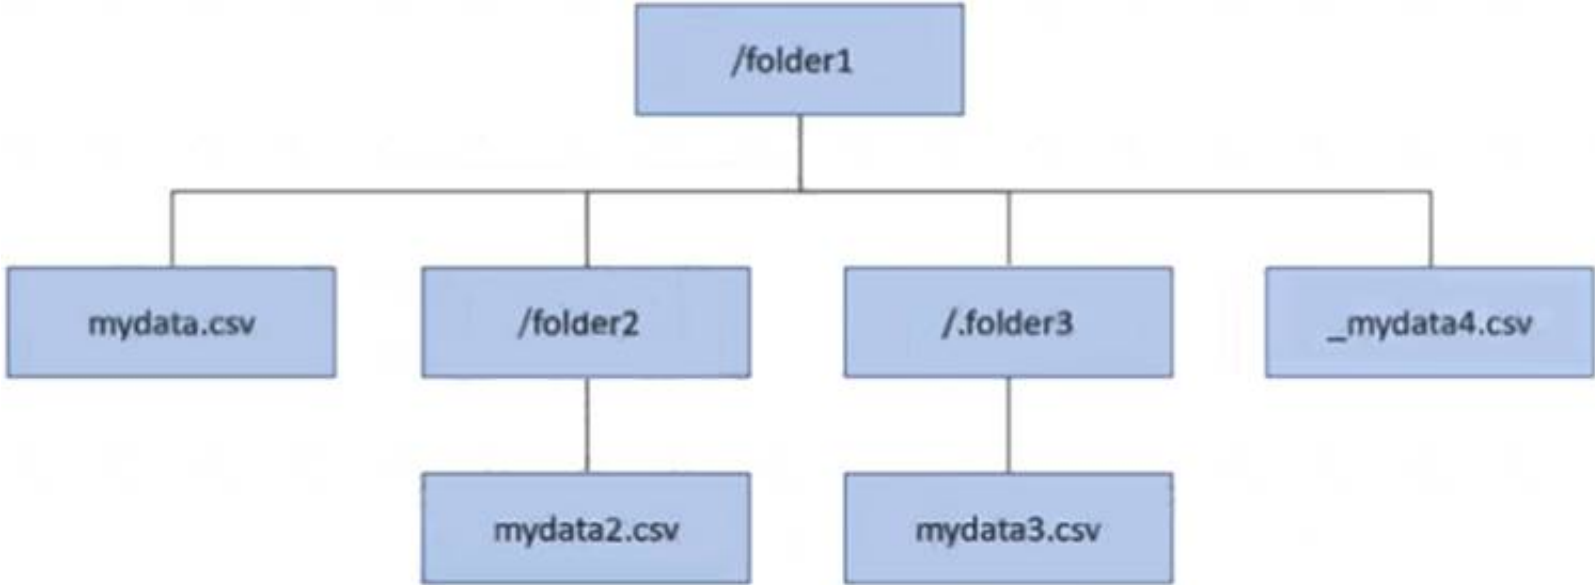 /folder1
mydata.csv
/folder2
/.folder3
_mydata4.csv
mydata2.csv
mydata3.csv